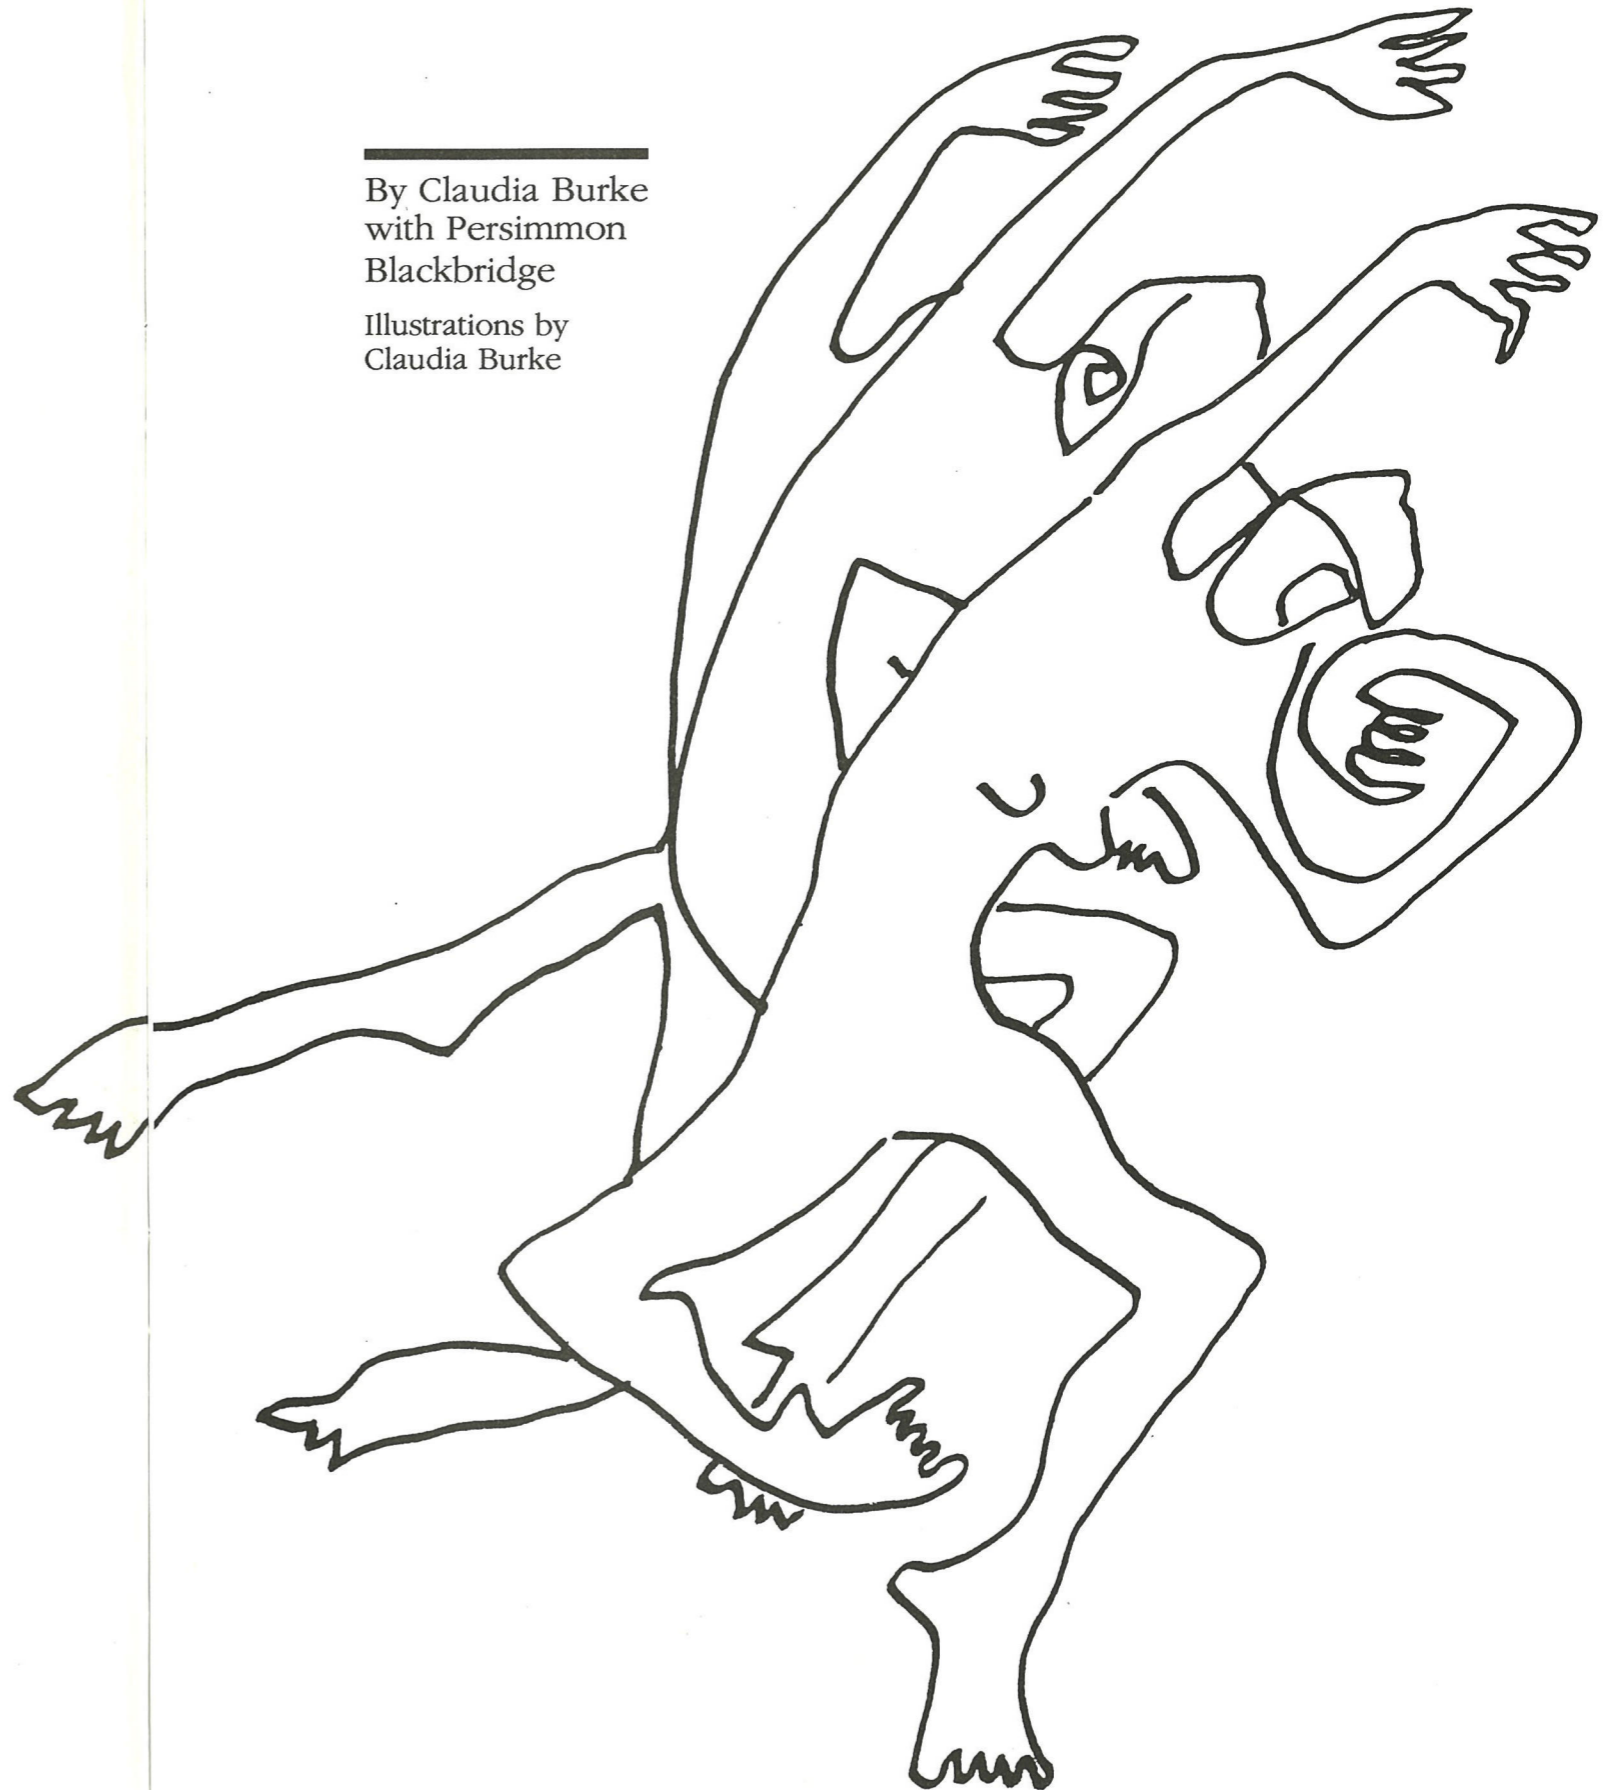 By Claudia Burke
with Persimmon
Blackbridge
Illustrations by
Claudia Burke